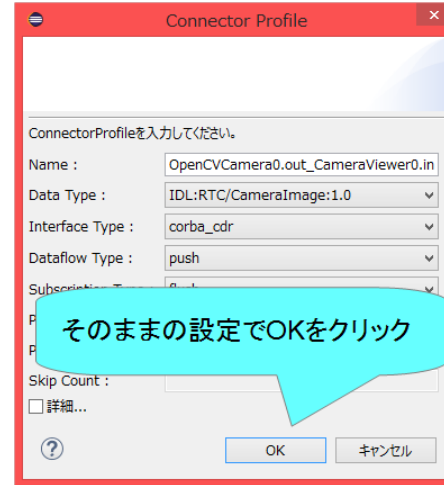 Connector Profile
ConnectorProfileを入力してください。
Name : OpenCVCamera0.out_CameraViewer0.in
Data Type : IDL:RTC/CameraImage:1.0
Interface Type : corba_cdr
Dataflow Type : push
そのままの設定でOKをクリック
Skip Count :
詳細...
OK キャンセル